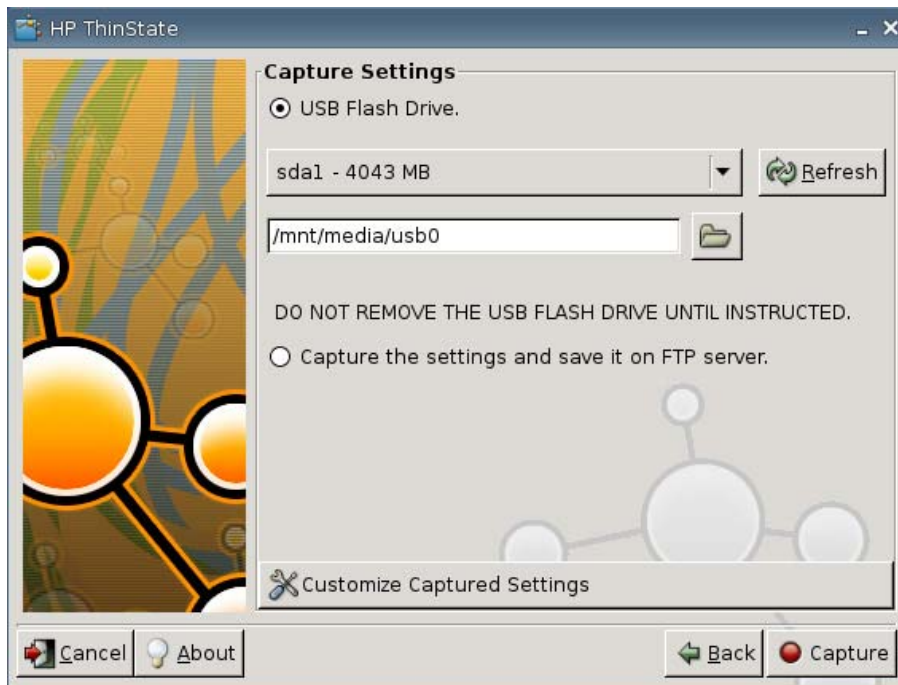 HP ThinState
Capture Settings
USB Flash Drive.
sda1 - 4043 MB
Refresh
/mnt/media/usb0
DO NOT REMOVE THE USB FLASH DRIVE UNTIL INSTRUCTED.
Capture the settings and save it on FTP server.
Customize Captured Settings
Cancel
About
Back
Capture